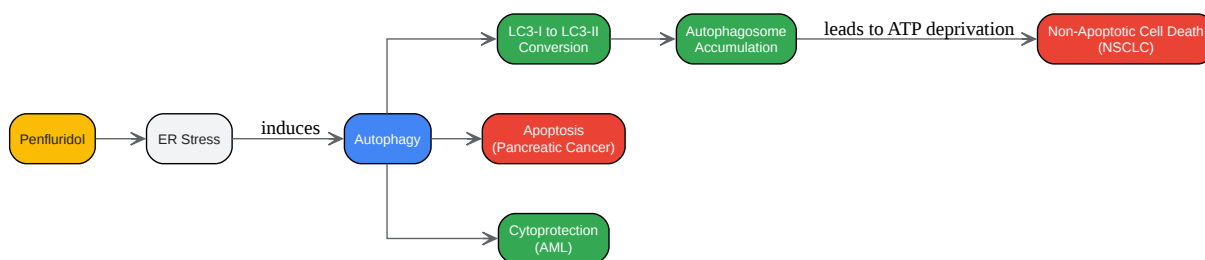 LC3-I to LC3-II
Conversion
Autophagosome
Accumulation
leads to ATP deprivation
Non-Apoptotic Cell Death
(NSCLC)
Penfluridol
ER Stress
induces
Autophagy
Apoptosis
(Pancreatic Cancer)
Cytoprotection
(AML)